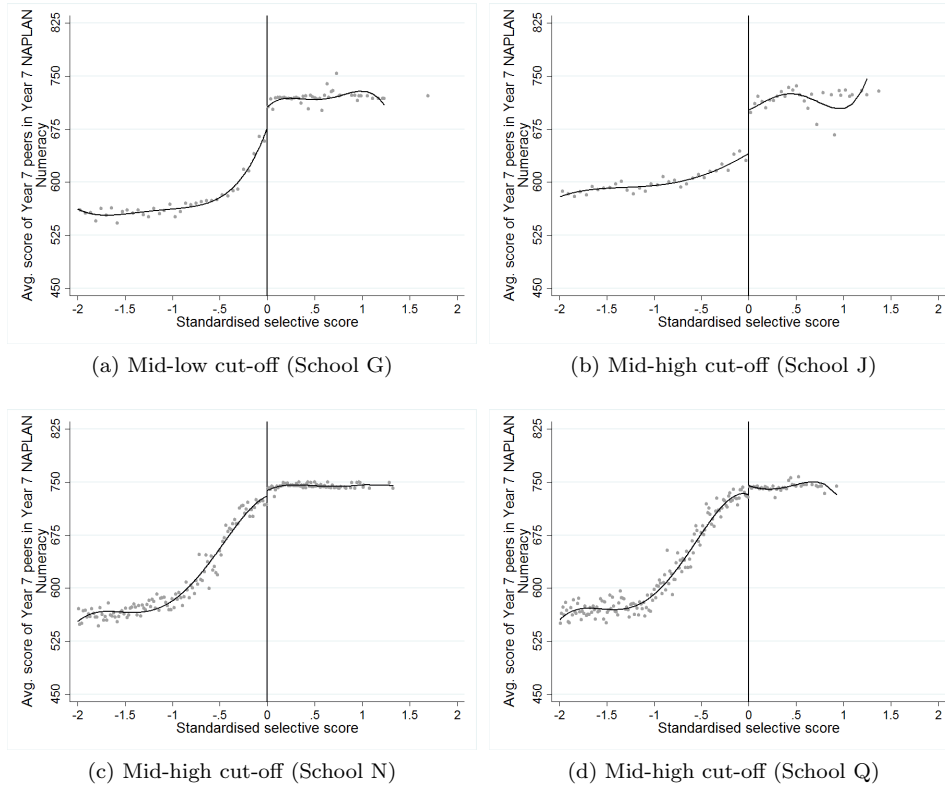 Avg. score of Year 7 peers in Year 7 NAPLAN
Numeracy
825
750
675
600
525
450
-2 -1.5 -1 -.5 0 .5 1 1.5 2
Standardised selective score
(a) Mid-low cut-off (School G)
Avg. score of Year 7 peers in Year 7 NAPLAN
Numeracy
825
750
675
600
525
450
-2 -1.5 -1 -.5 0 .5 1 1.5 2
Standardised selective score
(b) Mid-high cut-off (School J)
Avg. score of Year 7 peers in Year 7 NAPLAN
Numeracy
825
750
675
600
525
450
-2 -1.5 -1 -.5 0 .5 1 1.5 2
Standardised selective score
(c) Mid-high cut-off (School N)
Avg. score of Year 7 peers in Year 7 NAPLAN
Numeracy
825
750
675
600
525
450
-2 -1.5 -1 -.5 0 .5 1 1.5 2
Standardised selective score
(d) Mid-high cut-off (School Q)